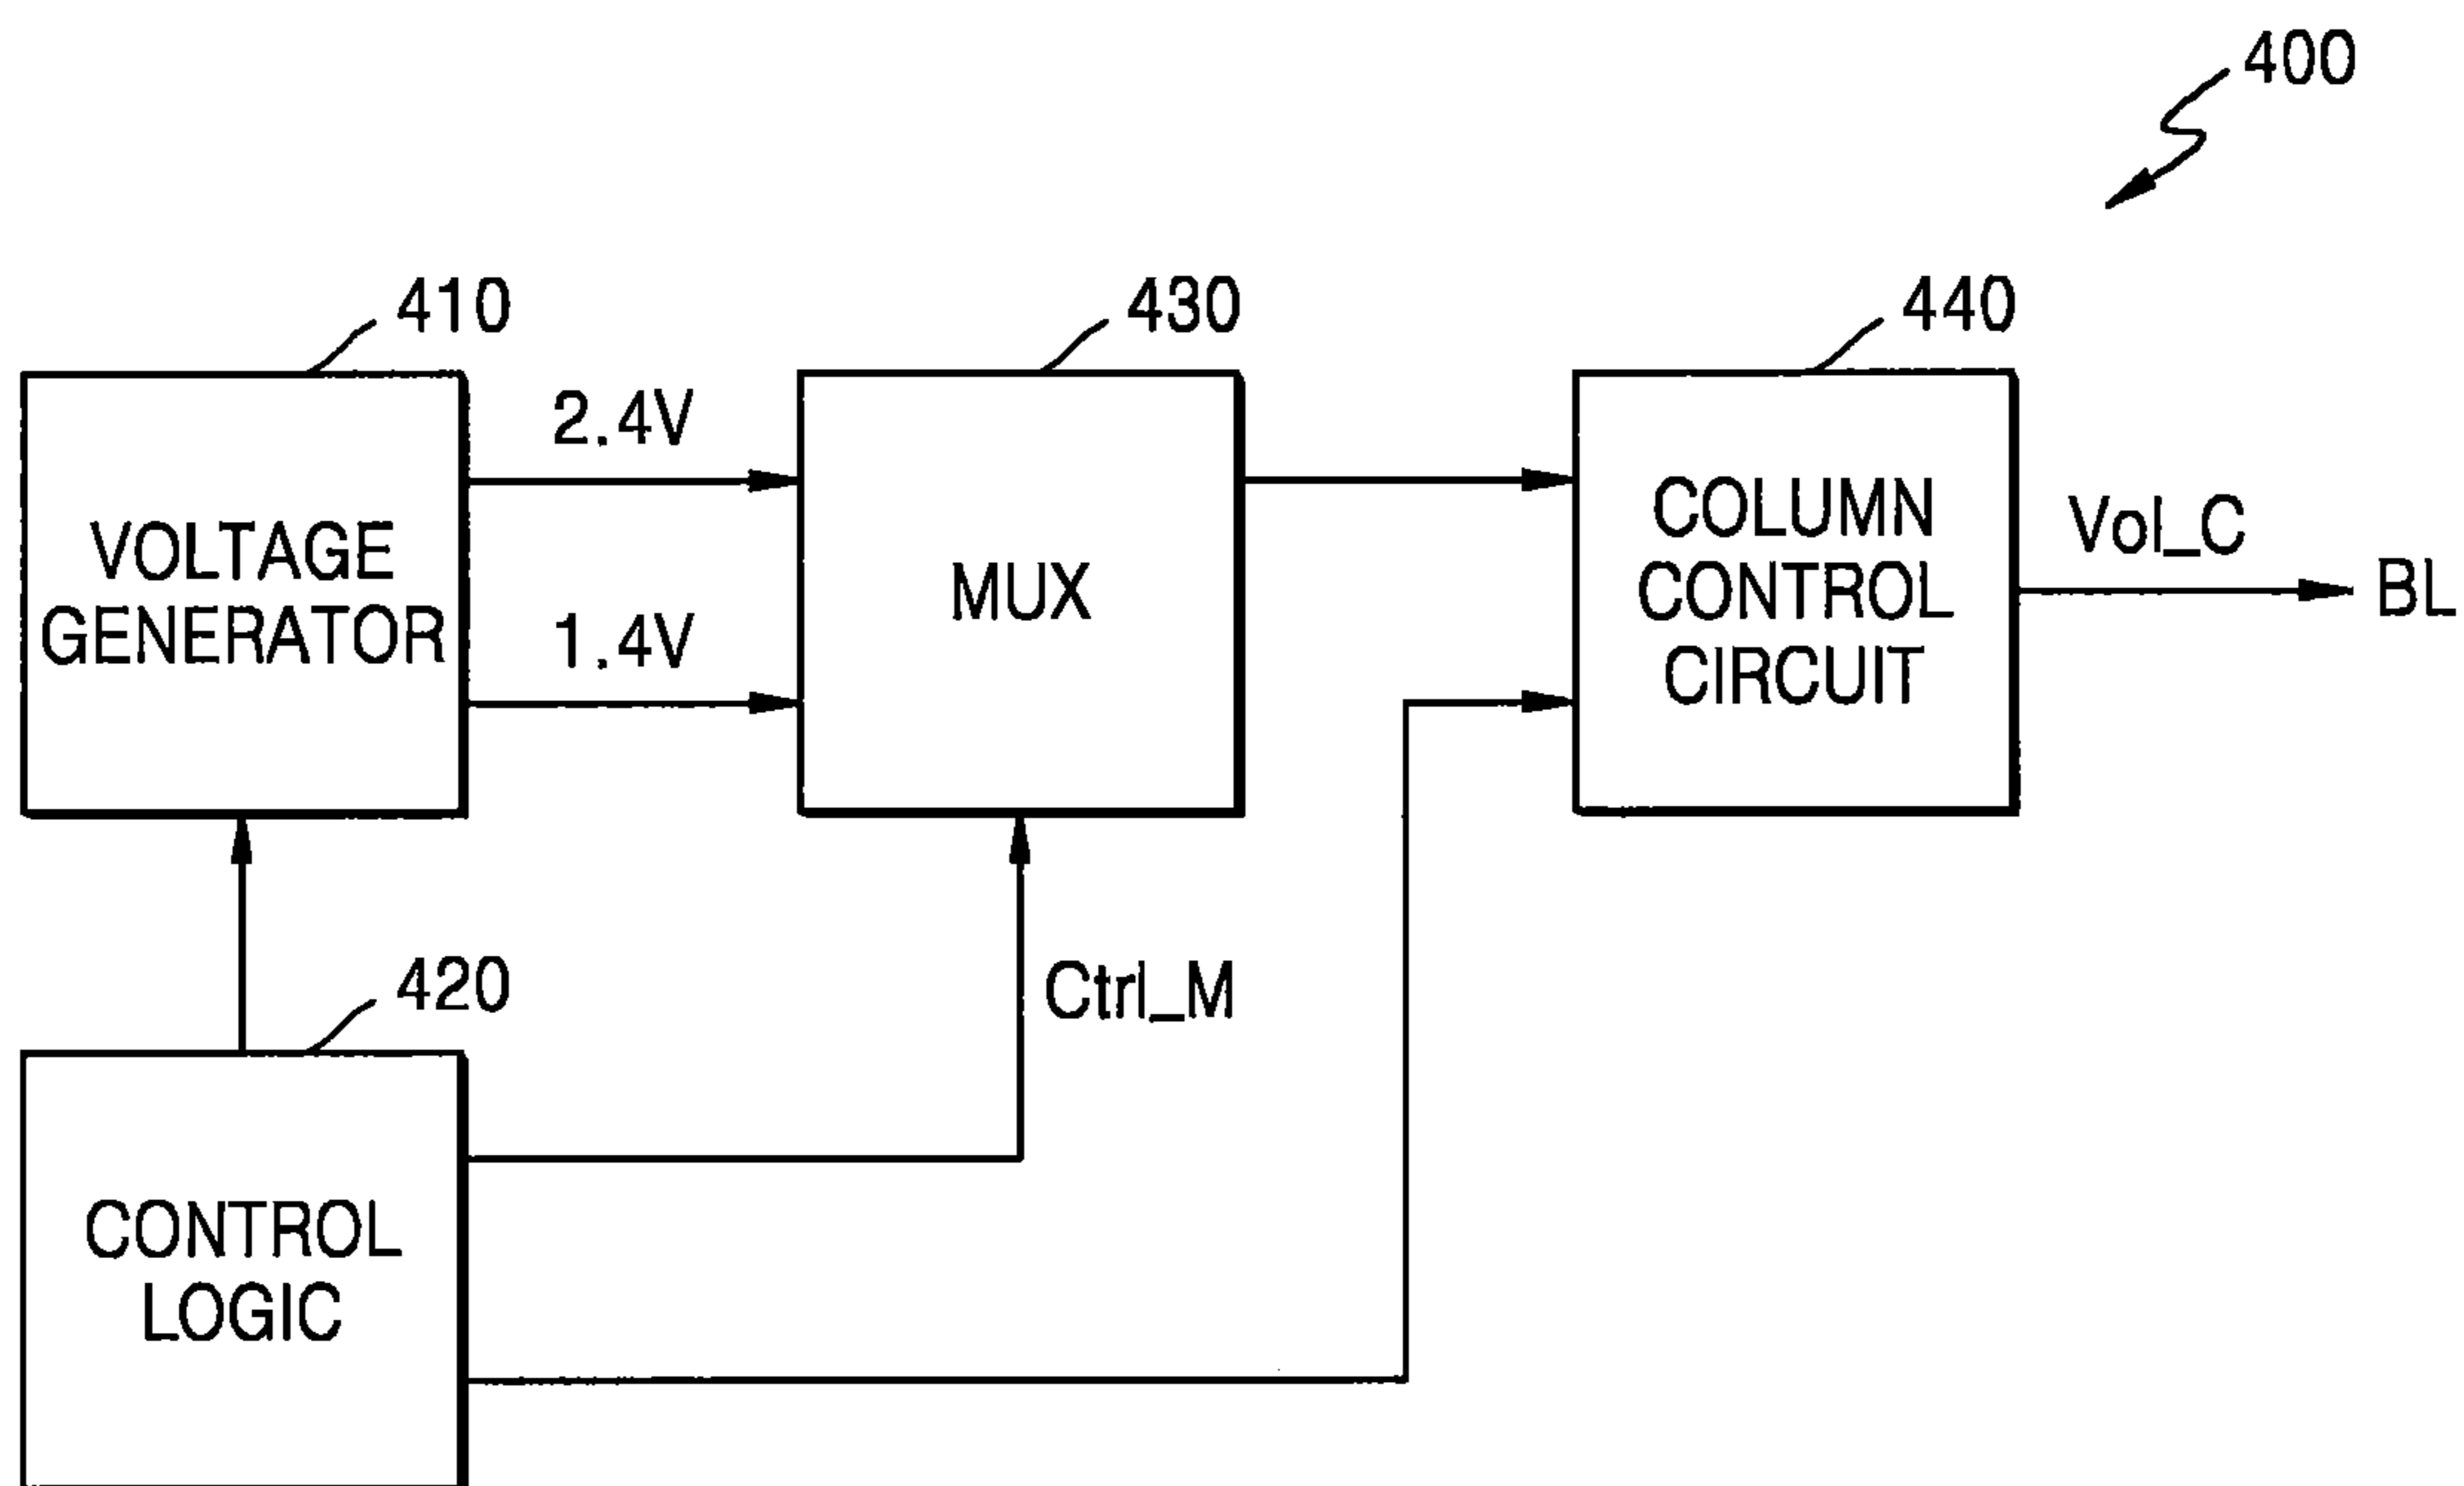 400
410
430
440
2.4V
1.4V
VOLTAGE
GENERATOR
MUX
COLUMN
CONTROL
CIRCUIT
Vol_C
BL
420
Ctrl_M
CONTROL
LOGIC